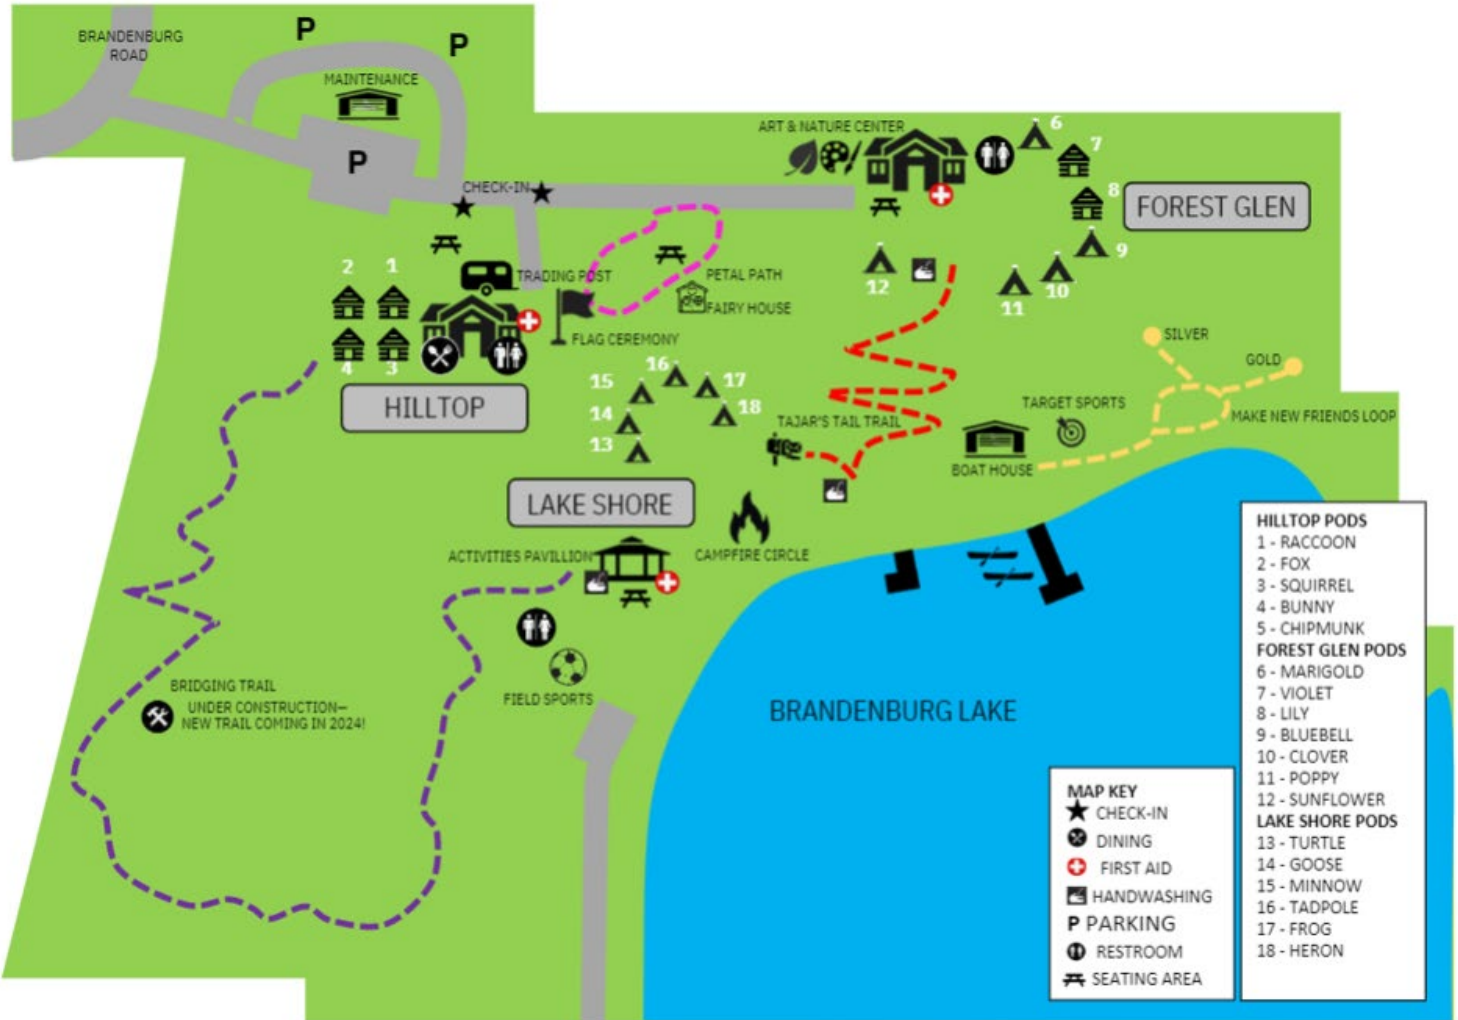 BRANDENBURG
ROAD
P
P
MAINTENANCE
P
CHECK-IN
ART & NATURE CENTER
6
7
8
FOREST GLEN
9
10
11
12
2
1
4
3
TRADING POST
PETAL PATH
FAIRY HOUSE
FLAG CEREMONY
HILLTOP
SILVER
GOLD
MAKE NEW FRIENDS LOOP
TARGET SPORTS
BOAT HOUSE
TAJAR'S TAIL TRAIL
16
15
17
14
18
13
LAKE SHORE
ACTIVITIES PAVILLION
CAMPFIRE CIRCLE
FIELD SPORTS
BRIDGING TRAIL
UNDER CONSTRUCTION—
NEW TRAIL COMING IN 2024!
BRANDENBURG LAKE
MAP KEY
CHECK-IN
DINING
FIRST AID
HANDWASHING
P PARKING
RESTROOM
SEATING AREA
HILLTOP PODS
1 - RACCOON
2 - FOX
3 - SQUIRREL
4 - BUNNY
5 - CHIPMUNK
FOREST GLEN PODS
6 - MARIGOLD
7 - VIOLET
8 - LILY
9 - BLUEBELL
10 - CLOVER
11 - POPPY
12 - SUNFLOWER
LAKE SHORE PODS
13 - TURTLE
14 - GOOSE
15 - MINNOW
16 - TADPOLE
17 - FROG
18 - HERON